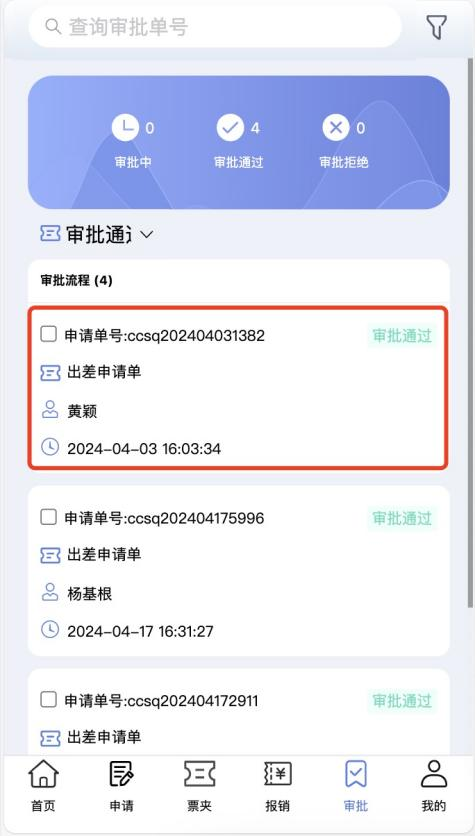 查询审批单号
0
4
0
审批中
审批通过
审批拒绝
审批通过
审批流程 (4)
申请单号:ccsq202404031382
审批通过
出差申请单
黄颖
2024-04-03 16:03:34
申请单号:ccsq202404175996
审批通过
出差申请单
杨基根
2024-04-17 16:31:27
申请单号:ccsq202404172911
审批通过
出差申请单
首页
申请
票夹
报销
审批
我的